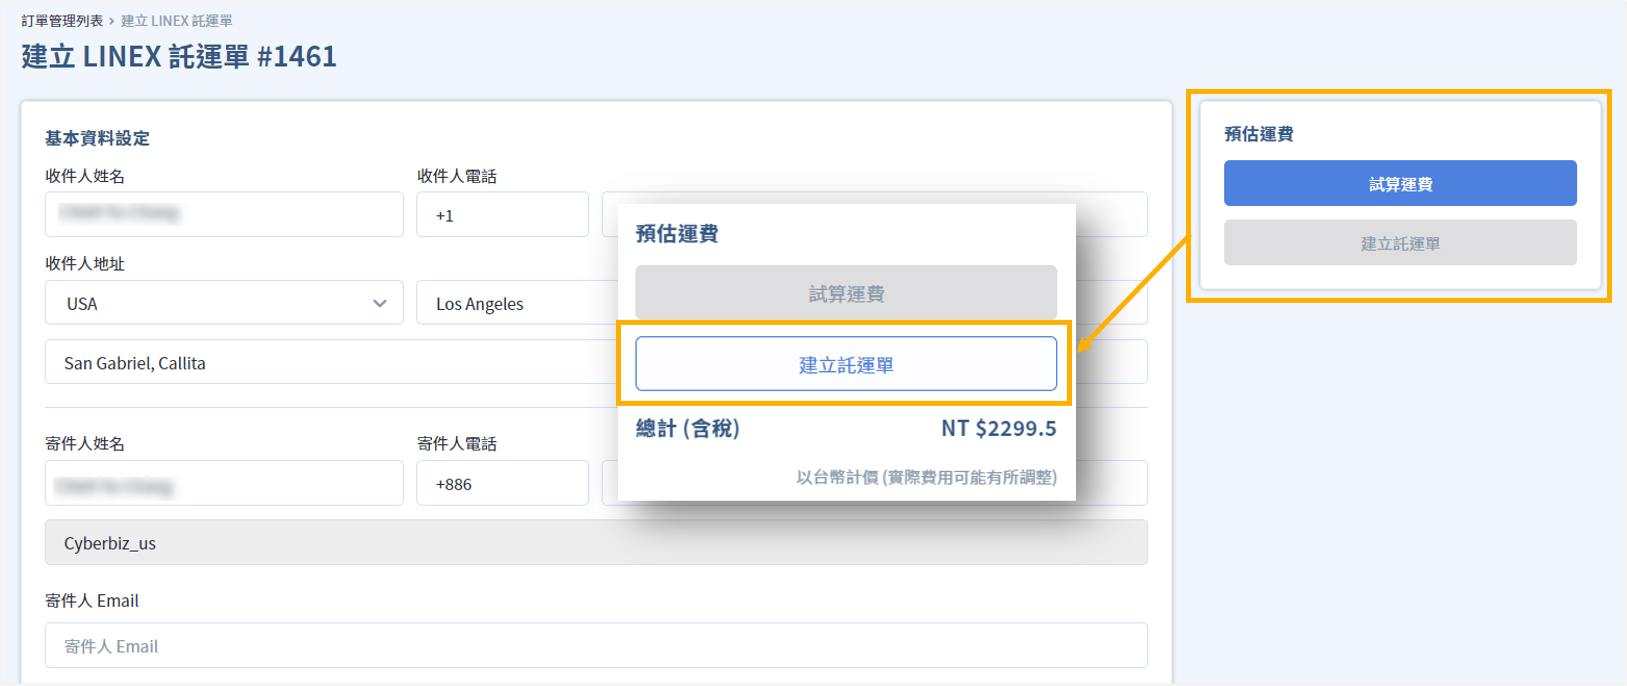 訂單管理列表 › 建立 LINEX 託運單
建立 LINEX 託運單 #1461
基本資料設定
收件人姓名
收件人電話
+1
收件人地址
USA
Los Angeles
San Gabriel, Callita
寄件人姓名
寄件人電話
+886
Cyberbiz_us
寄件人 Email
寄件人 Email
預估運費
試算運費
建立託運單
總計 (含稅)
NT $2299.5
以台幣計價 (實際費用可能有所調整)
預估運費
試算運費
建立託運單